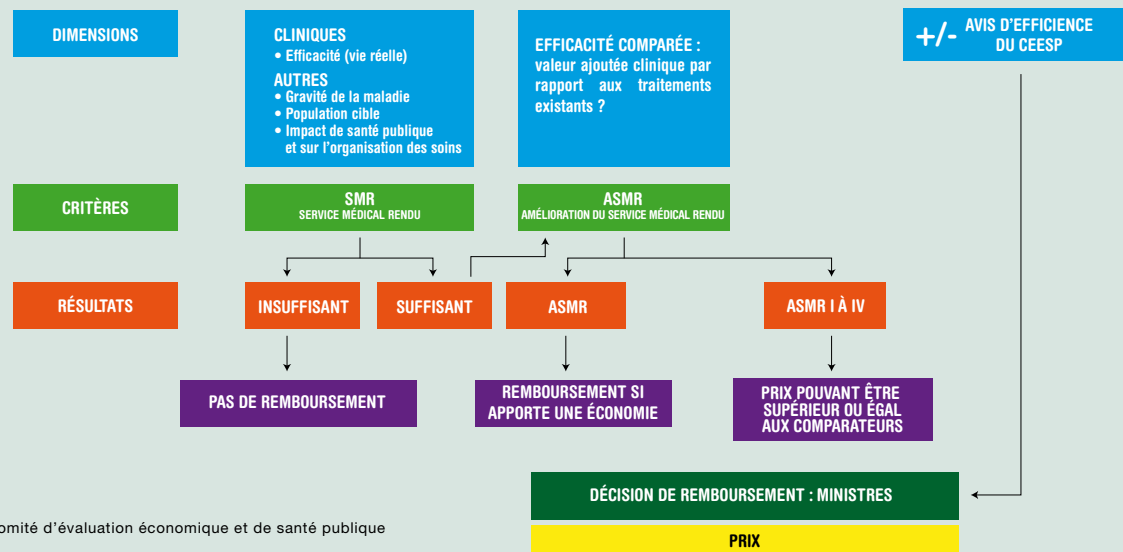 DIMENSIONS
CLINIQUES
• Efficacité (vie réelle)
AUTRES
• Gravité de la maladie
• Population cible
• Impact de santé publique
et sur l'organisation des soins
EFFICACITÉ COMPARÉE :
valeur ajoutée clinique par
rapport aux traitements
existants ?
+/- AVIS D'EFFICIENCE
DU CEESP
CRITÈRES
SMR
SERVICE MÉDICAL RENDU
ASMR
AMÉLIORATION DU SERVICE MÉDICAL RENDU
RÉSULTATS
INSUFFISANT
SUFFISANT
ASMR
ASMR I À IV
PAS DE REMBOURSEMENT
REMBOURSEMENT SI
APPORTE UNE ÉCONOMIE
PRIX POUVANT ÊTRE
SUPÉRIEUR OU ÉGAL
AUX COMPARATEURS
DÉCISION DE REMBOURSEMENT : MINISTRES
omité d'évaluation économique et de santé publique
PRIX